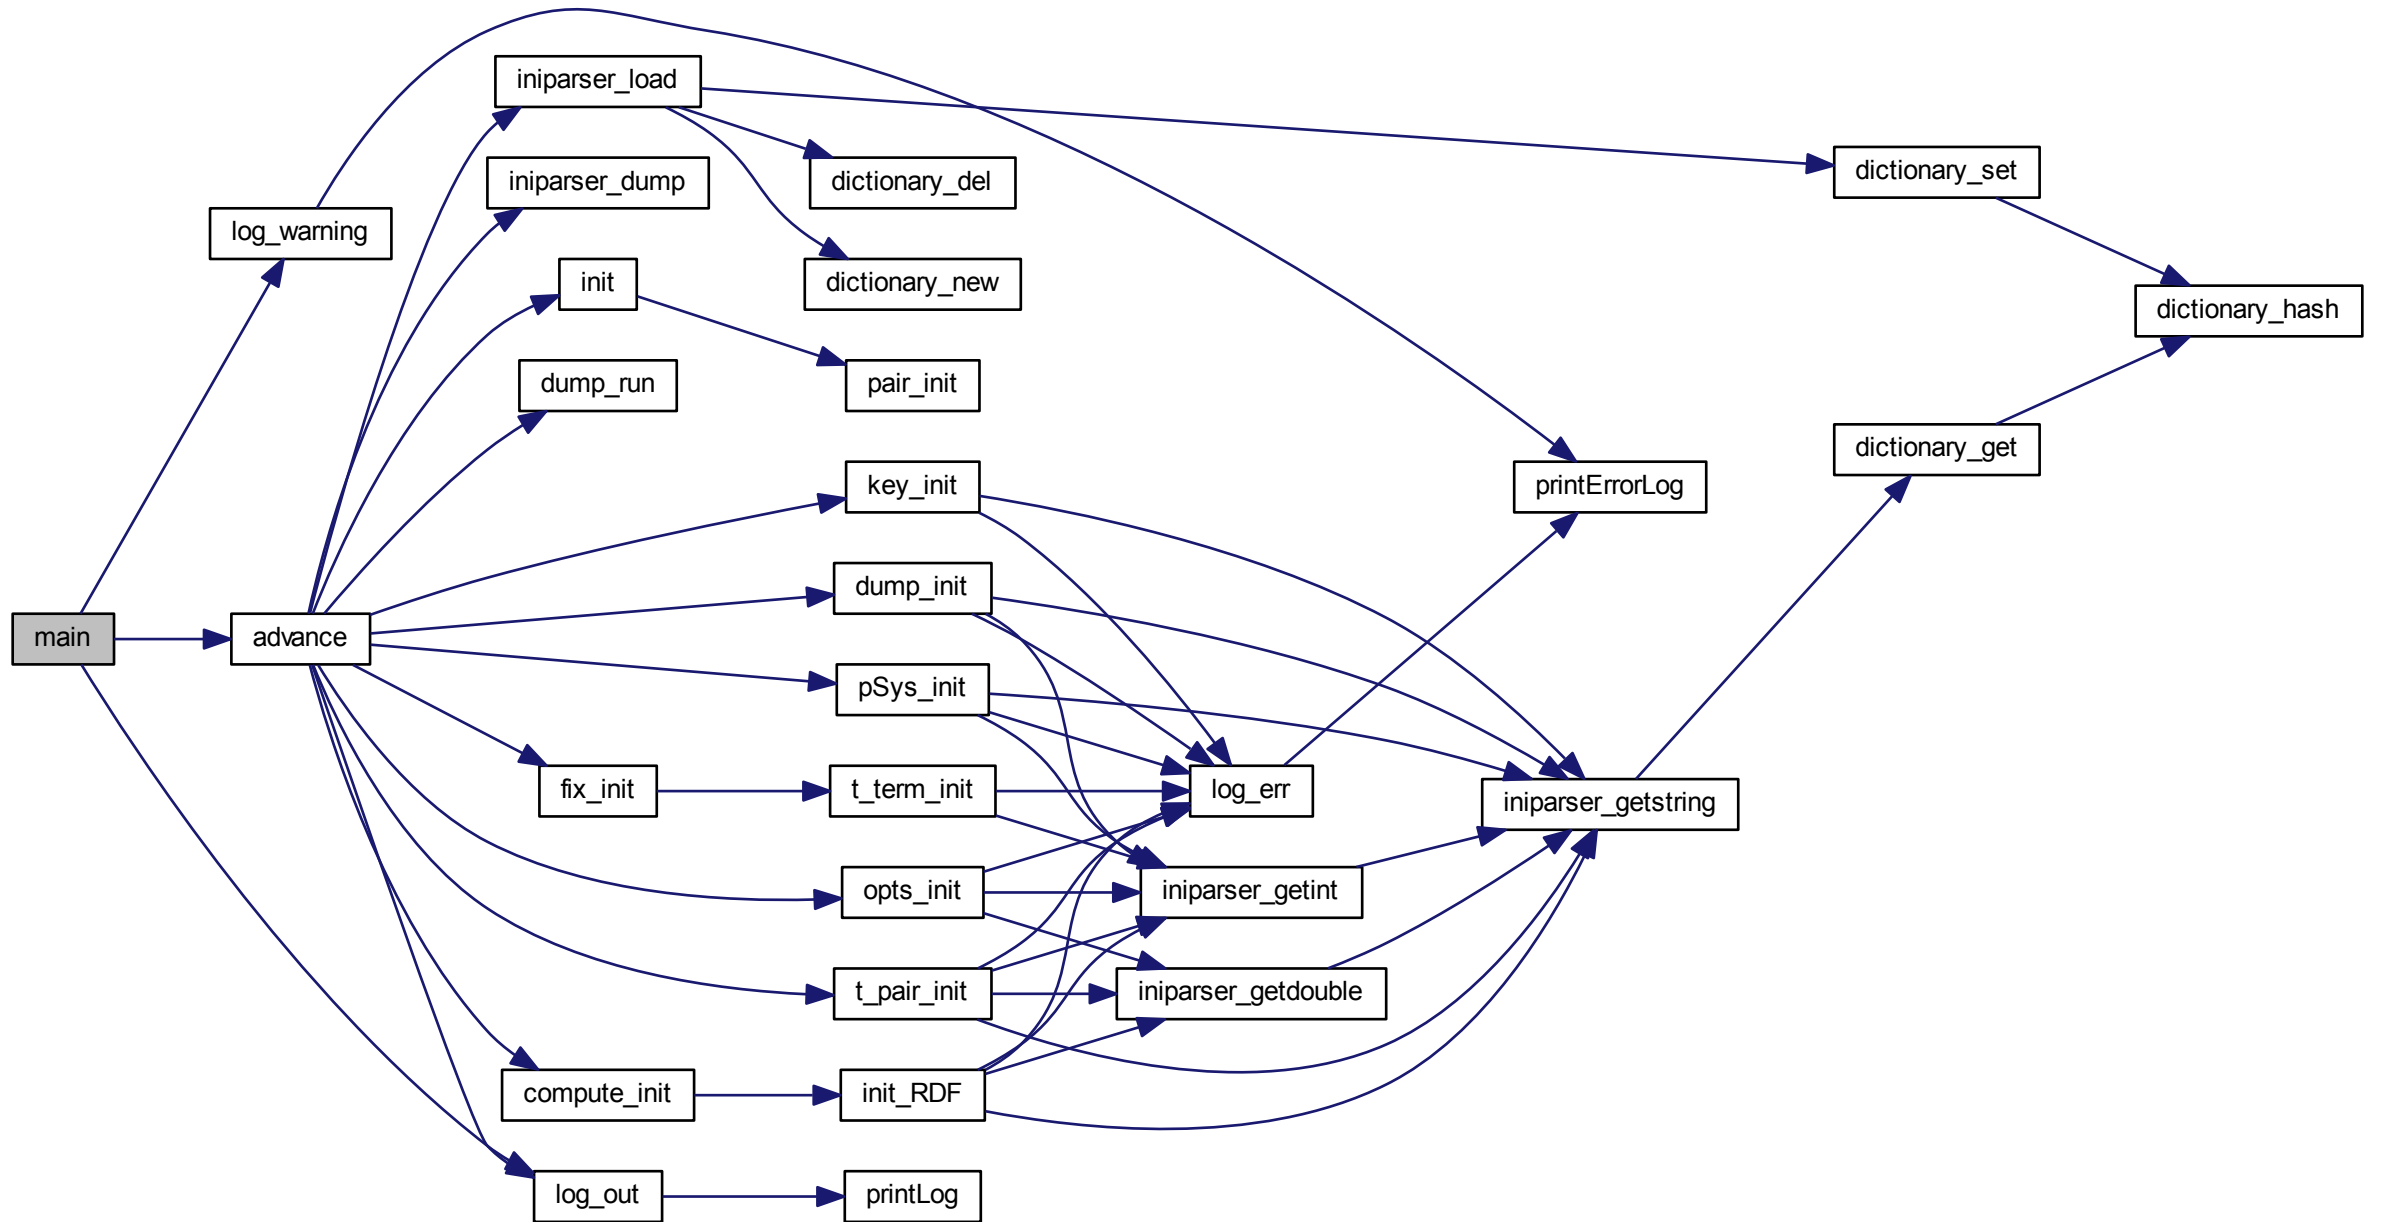 main
log_warning
advance
iniparser_load
iniparser_dump
init
dump_run
fix_init
compute_init
log_out
dictionary_del
dictionary_new
pair_init
key_init
dump_init
pSys_init
t_term_init
opts_init
t_pair_init
init_RDF
printLog
log_err
iniparser_getint
iniparser_getdouble
printErrorLog
iniparser_getstring
dictionary_set
dictionary_get
dictionary_hash